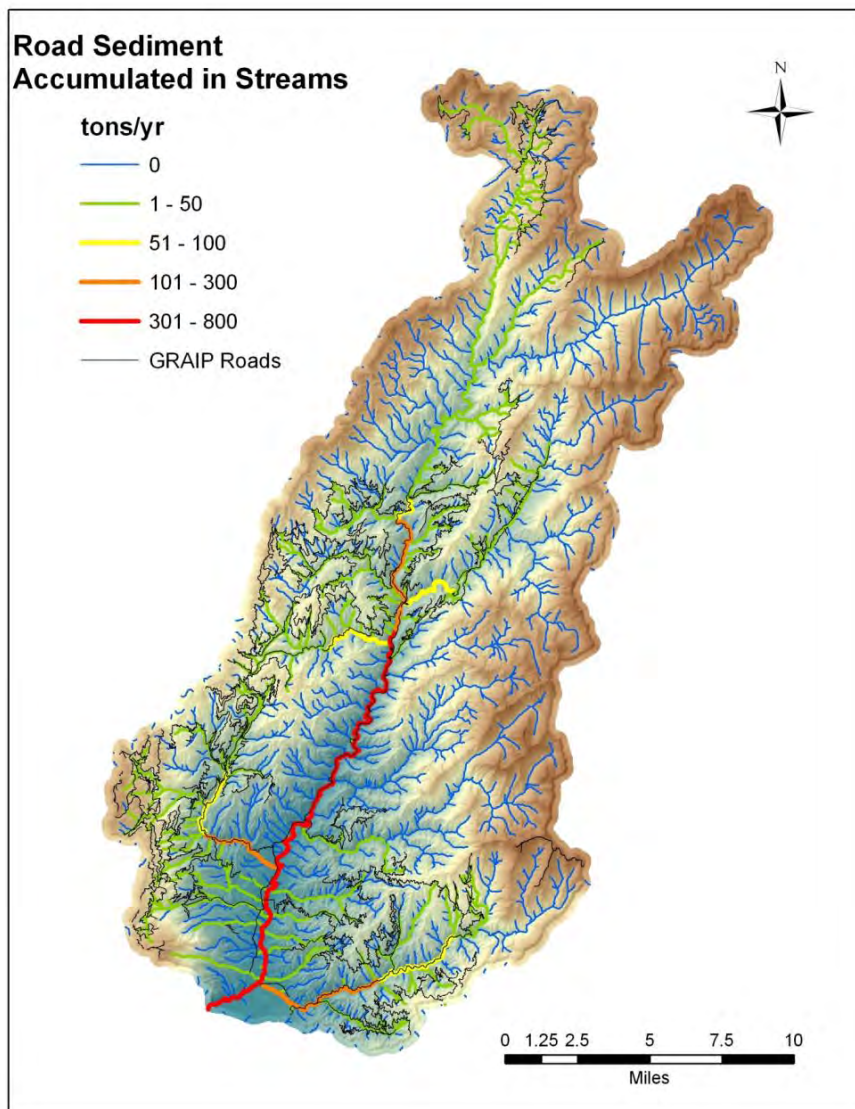 Road Sediment
Accumulated in Streams
N
tons/yr
0
1 - 50
51 - 100
101 - 300
301 - 800
GRAIP Roads
0 1.25 2.5 5 7.5 10
Miles